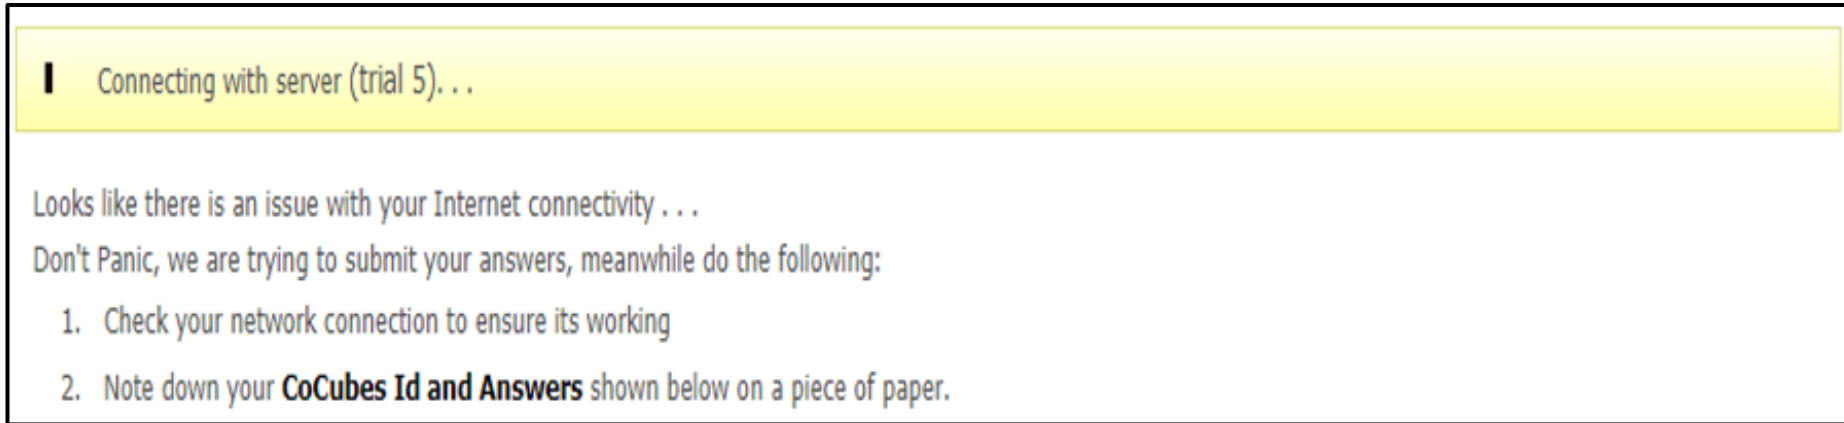 Connecting with server (trial 5). . .
Looks like there is an issue with your Internet connectivity . . .
Don't Panic, we are trying to submit your answers, meanwhile do the following:
1. Check your network connection to ensure its working
2. Note down your CoCubes Id and Answers shown below on a piece of paper.